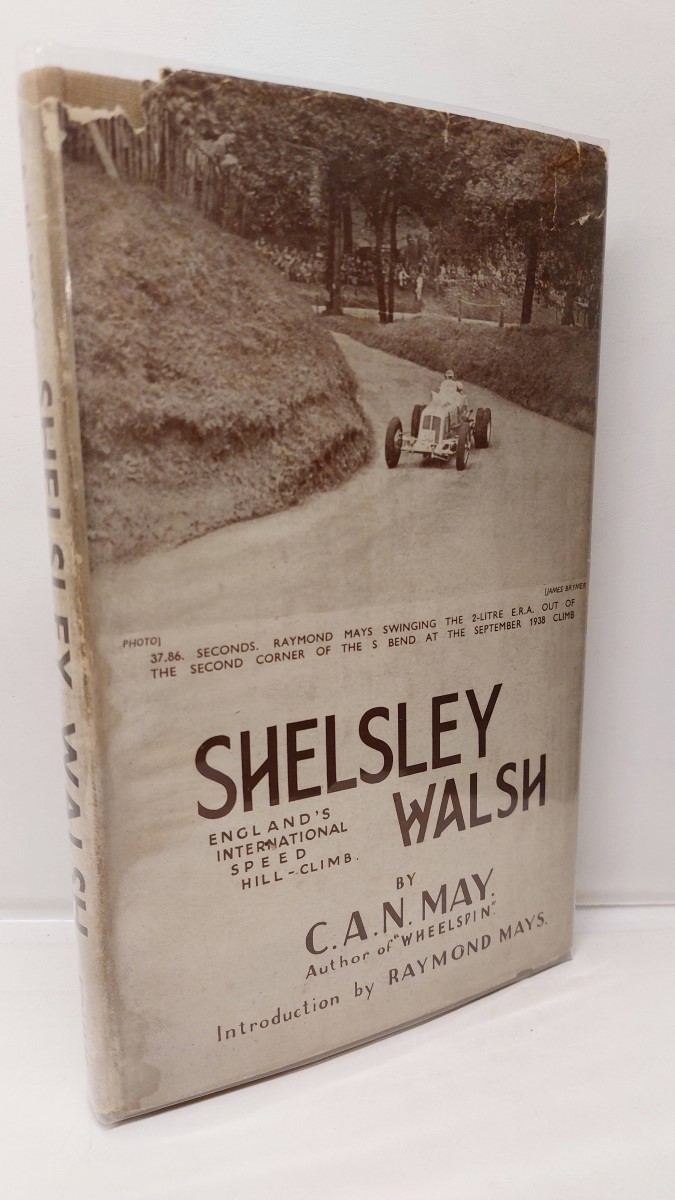 [JAMES BRYMER
PHOTO]
37.86. SECONDS. RAYMOND MAYS SWINGING THE 2-LITRE E.R.A. OUT OF
THE SECOND CORNER OF THE S BEND AT THE SEPTEMBER 1938 CLIMB
SHELSLEY
WALSH
ENGLAND'S
INTERNATIONAL
SPEED
HILL-CLIMB.
BY
C.A.N. MAY.
Author of "WHEELSPIN".
Introduction by RAYMOND MAYS.
SHELSLEY WALSH